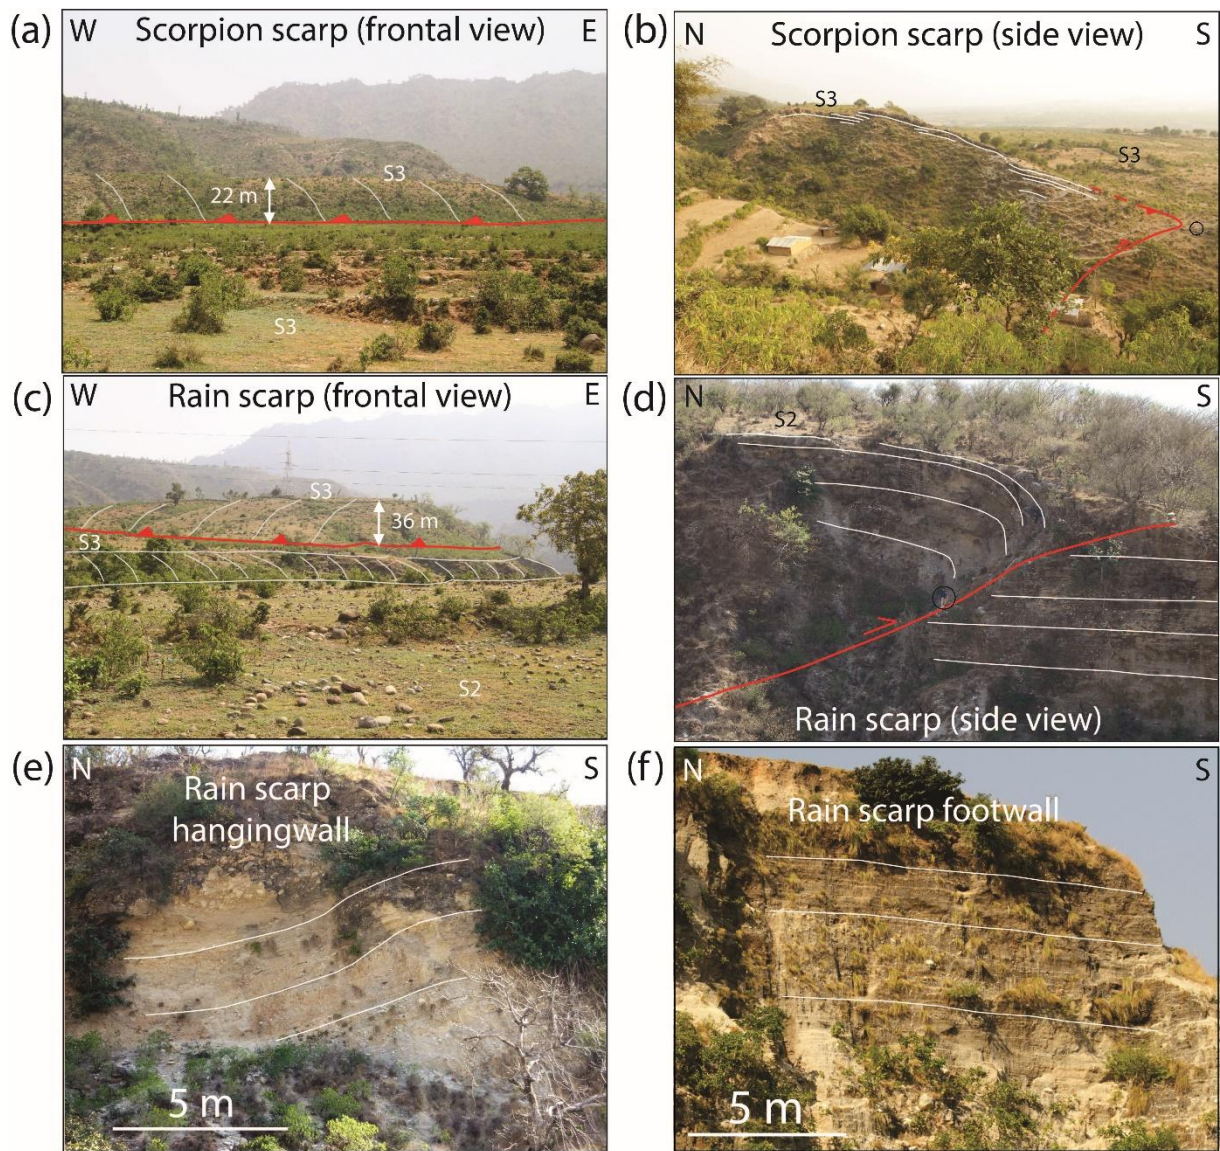 (a) W Scorpion scarp (frontal view) E
S3
22 m
S3
(b) N Scorpion scarp (side view) S
S3
S3
(c) W Rain scarp (frontal view) E
S3
36 m
S3
S2
(d) N S
S2
Rain scarp (side view)
(e) N S
Rain scarp
hangingwall
5 m
(f) N S
Rain scarp footwall
5 m